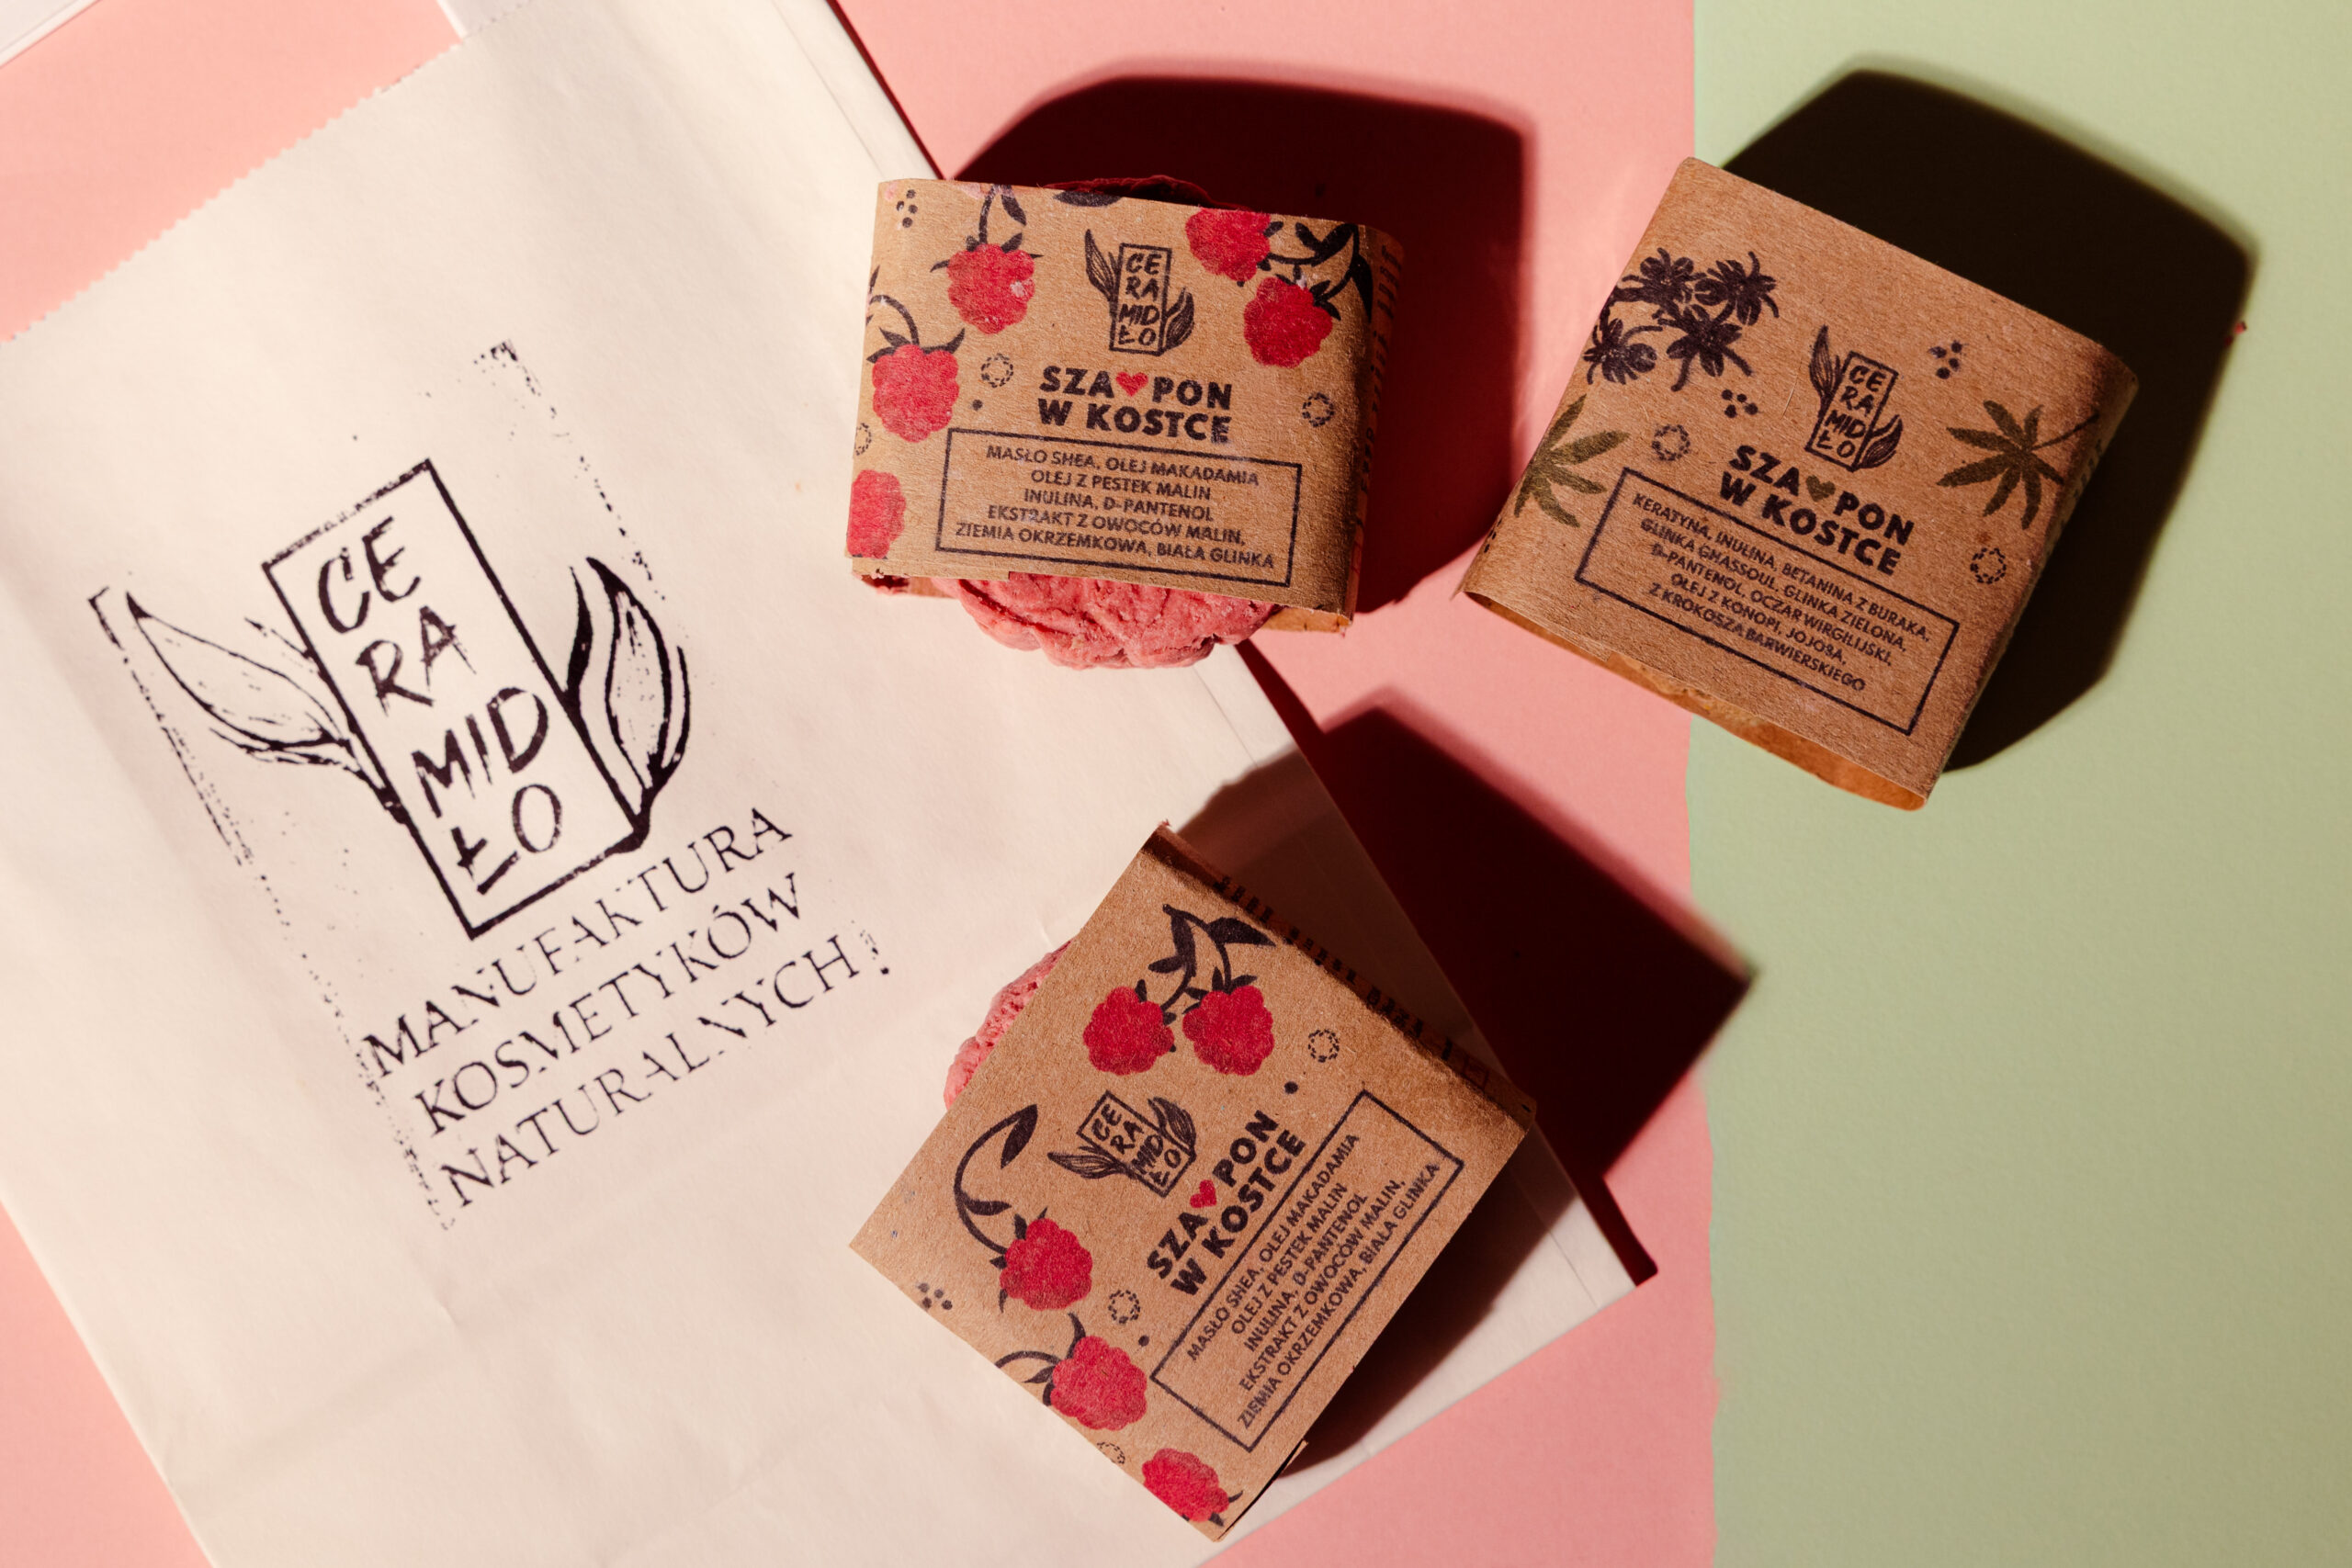 CE
RA
MID
ŁO
MANUFAKTURA
KOSMETYKÓW
NATURALNYCH
CE
RA
MID
ŁO
SZA❤PON
W KOSTCE
MASŁO SHEA, OLEJ MAKADAMIA
OLEJ Z PESTEK MALIN
INULINA, D-PANTENOL
EKSTRAKT Z OWOCÓW MALIN,
ZIEMIA OKRZEMKOWA, BIAŁA GLINKA
CE
RA
MID
ŁO
SZA❤PON
W KOSTCE
KERATYNA, INULINA, BETANINA Z BURAKA,
GLINKA GHASSOUL, GLINKA ZIELONA,
D-PANTENOL, OCZAR WIRGILIJSKI,
OLEJ Z KONOPI, JOJOBA,
Z KROKOSZA BARWIERSKIEGO
CE
RA
MID
ŁO
SZA❤PON
W KOSTCE
MASŁO SHEA, OLEJ MAKADAMIA
OLEJ Z PESTEK MALIN
INULINA, D-PANTENOL
EKSTRAKT Z OWOCÓW MALIN,
ZIEMIA OKRZEMKOWA, BIAŁA GLINKA